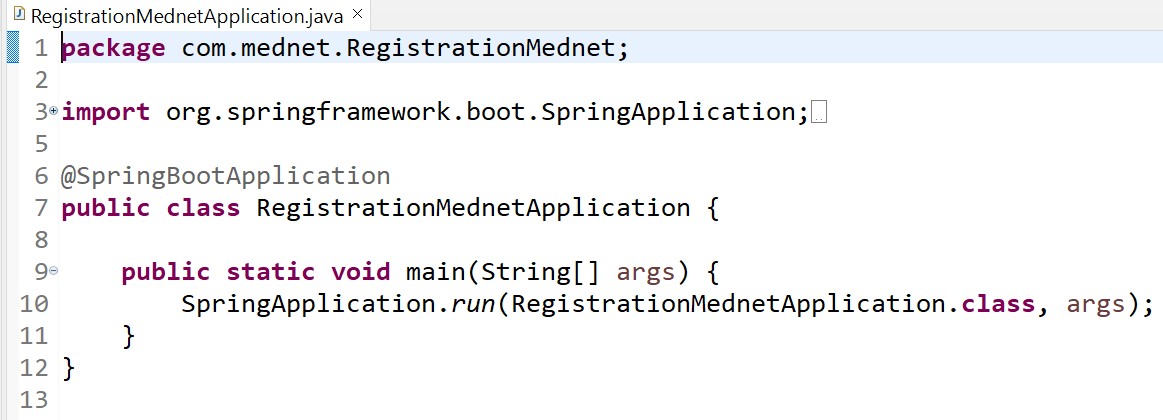 RegistrationMednetApplication.java ×
1 package com.mednet.RegistrationMednet;
2
3 import org.springframework.boot.SpringApplication;
5
6 @SpringBootApplication
7 public class RegistrationMednetApplication {
8
9     public static void main(String[] args) {
10         SpringApplication.run(RegistrationMednetApplication.class, args);
11     }
12 }
13